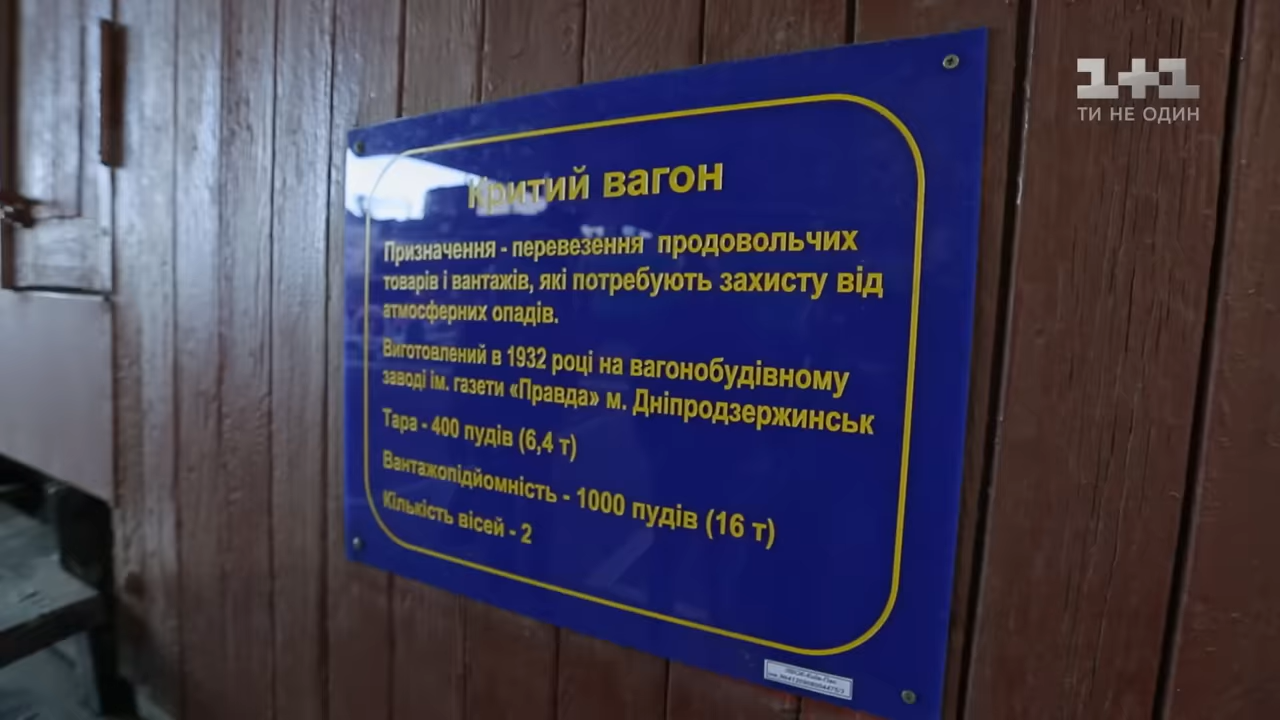 1+1
ТИ НЕ ОДИН
Критий вагон
Призначення - перевезення продовольчих
товарів і вантажів, які потребують захисту від
атмосферних опадів.
Виготовлений в 1932 році на вагонобудівному
заводі ім. газети «Правда» м. Дніпродзержинськ
Тара - 400 пудів (6,4 т)
Вантажопідйомність - 1000 пудів (16 т)
Кількість вісей - 2